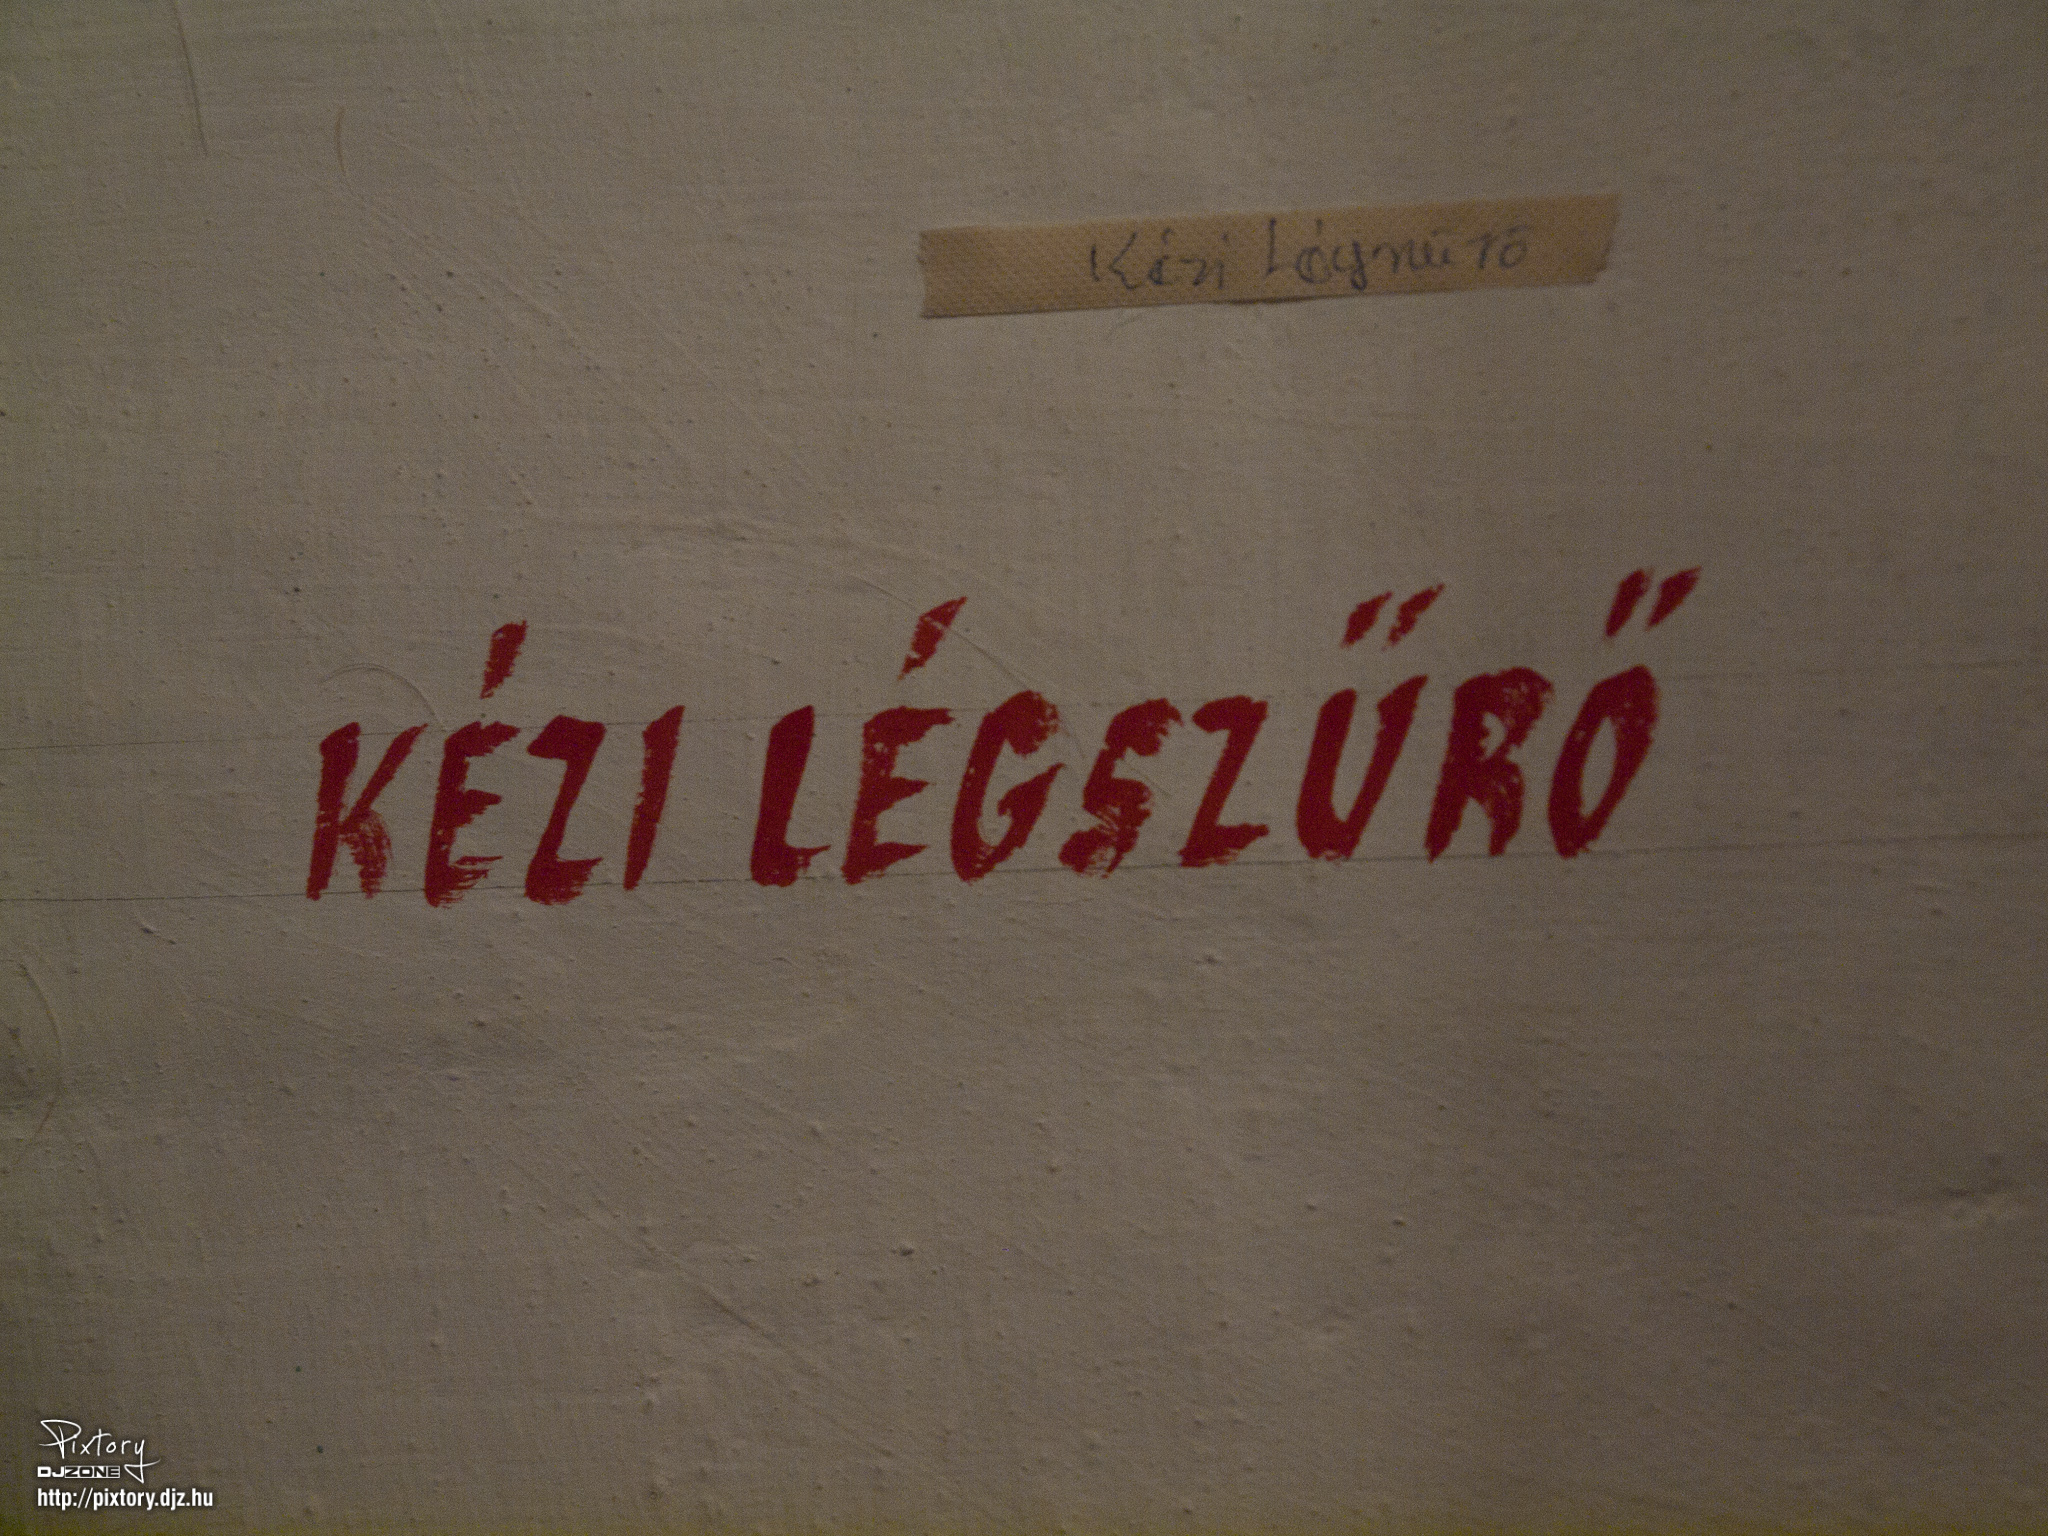 Kézi Légszűrő
KÉZI LÉGSZŰRŐ
Pixtory
DJZONE
http://pixtory.djz.hu